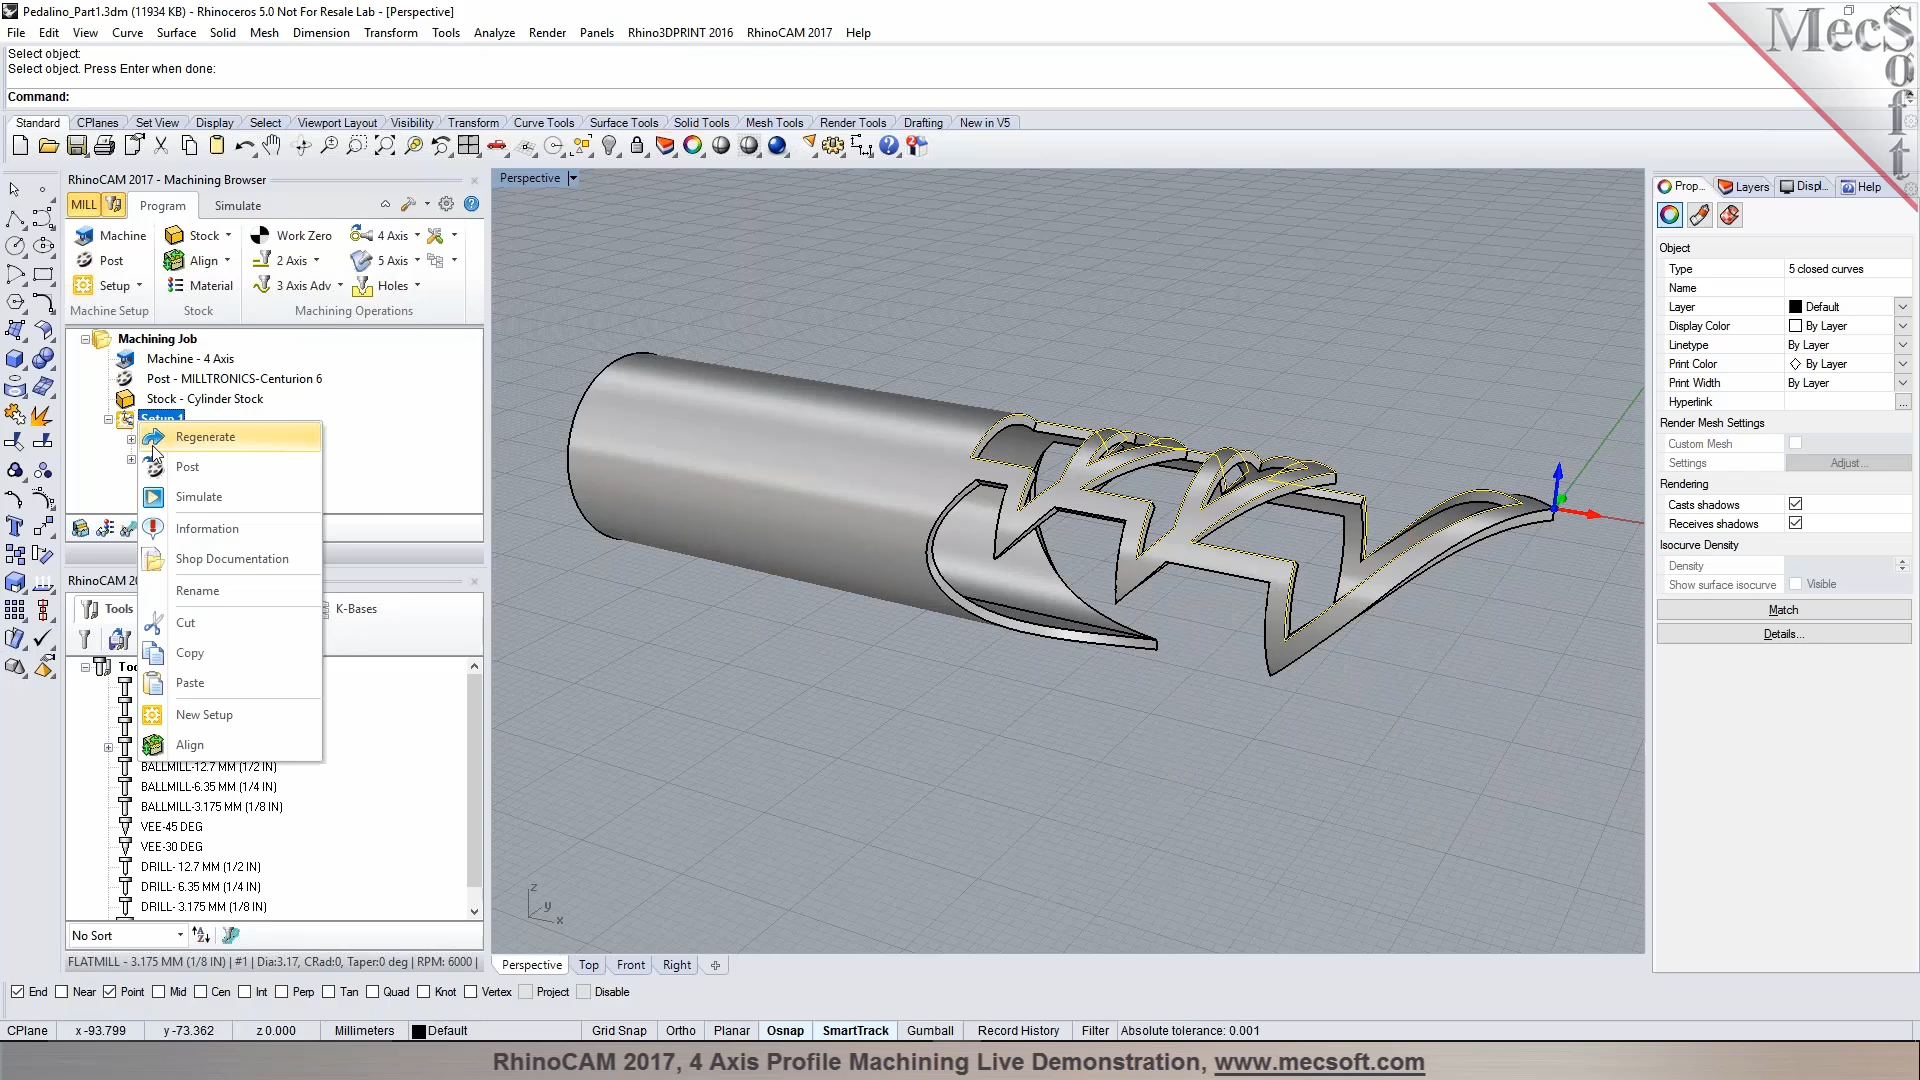 Pedalino_Part1.3dm (11934 KB) - Rhinoceros 5.0 Not For Resale Lab - [Perspective]
File Edit View Curve Surface Solid Mesh Dimension Transform Tools Analyze Render Panels Rhino3DPRINT 2016 RhinoCAM 2017 Help
MecSoft
Select object:
Select object. Press Enter when done:
Command:
Standard CPlanes Set View Display Select Viewport Layout Visibility Transform Curve Tools Surface Tools Solid Tools Mesh Tools Render Tools Drafting New in V5
RhinoCAM 2017 - Machining Browser
MILL Program Simulate
Machine Stock Work Zero 4 Axis
Post Align 2 Axis 5 Axis
Setup Material 3 Axis Adv Holes
Machine Setup Stock Machining Operations
Machining Job
Machine - 4 Axis
Post - MILLTRONICS-Centurion 6
Stock - Cylinder Stock
Setup 1
Regenerate
Post
Simulate
Information
Shop Documentation
Rename
Cut
Copy
Paste
New Setup
Align
RhinoCAM 20
Tools K-Bases
Too
BALLMILL-12.7 MM (1/2 IN)
BALLMILL-6.35 MM (1/4 IN)
BALLMILL-3.175 MM (1/8 IN)
VEE-45 DEG
VEE-30 DEG
DRILL- 12.7 MM (1/2 IN)
DRILL- 6.35 MM (1/4 IN)
DRILL- 3.175 MM (1/8 IN)
No Sort
FLATMILL - 3.175 MM (1/8 IN) | #1 | Dia:3.17, CRad:0, Taper:0 deg | RPM: 6000 |
Perspective
z
y
x
Perspective Top Front Right
Prop... Layers Displ... Help
Object
Type 5 closed curves
Name
Layer Default
Display Color By Layer
Linetype By Layer
Print Color By Layer
Print Width By Layer
Hyperlink ...
Render Mesh Settings
Custom Mesh
Settings Adjust...
Rendering
Casts shadows
Receives shadows
Isocurve Density
Density
Show surface isocurve Visible
Match
Details...
End Near Point Mid Cen Int Perp Tan Quad Knot Vertex Project Disable
CPlane x -93.799 y -73.362 z 0.000 Millimeters Default Grid Snap Ortho Planar Osnap SmartTrack Gumball Record History Filter Absolute tolerance: 0.001
RhinoCAM 2017, 4 Axis Profile Machining Live Demonstration, www.mecsoft.com